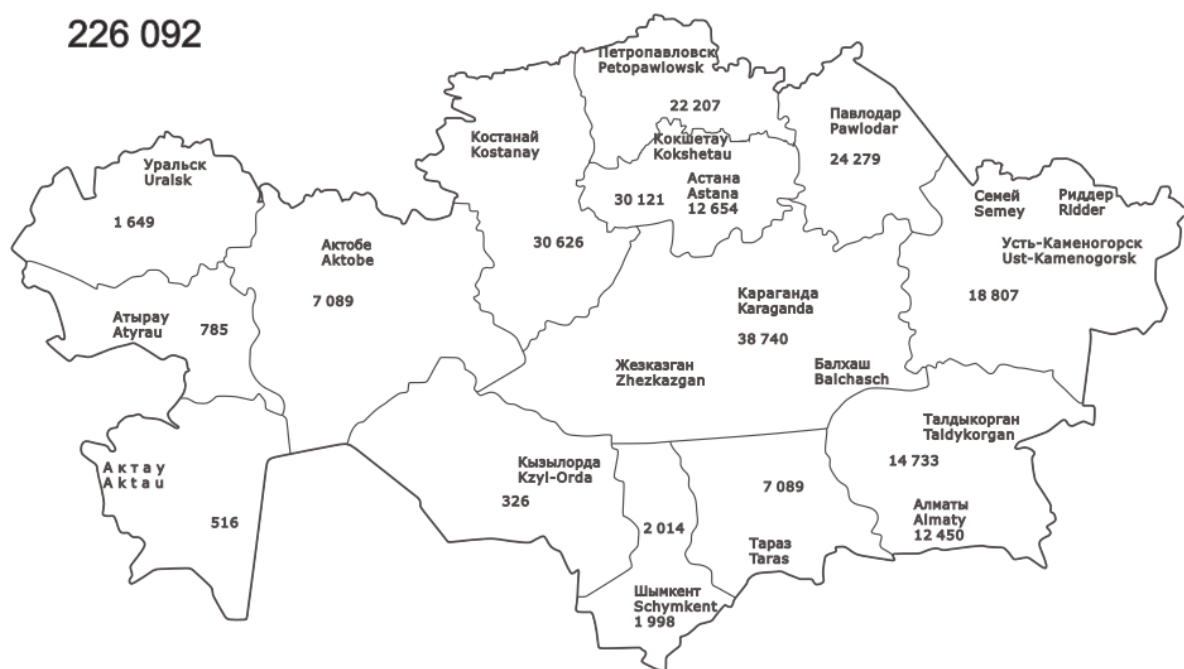 226 092
Петропавловск
Petopawlowsk
22 207
Костанай
Kostanay
30 626
Кокшетау
Kokshetau
30 121
Астана
Astana
12 654
Павлодар
Pawlodar
24 279
Уральск
Uralsk
1 649
Актобе
Aktobe
7 089
Семей
Semey
Риддер
Ridder
Усть-Каменогорск
Ust-Kamenogorsk
18 807
Атырау
Atyrau
785
Караганда
Karaganda
38 740
Жезказган
Zhezkazgan
Балхаш
Balchasch
Талдыкорган
Taldykorgan
14 733
Актау
Aktau
516
Кызылорда
Kzyl-Orda
326
2 014
7 089
Тараз
Taras
Алматы
Almaty
12 450
Шымкент
Schymkent
1 998